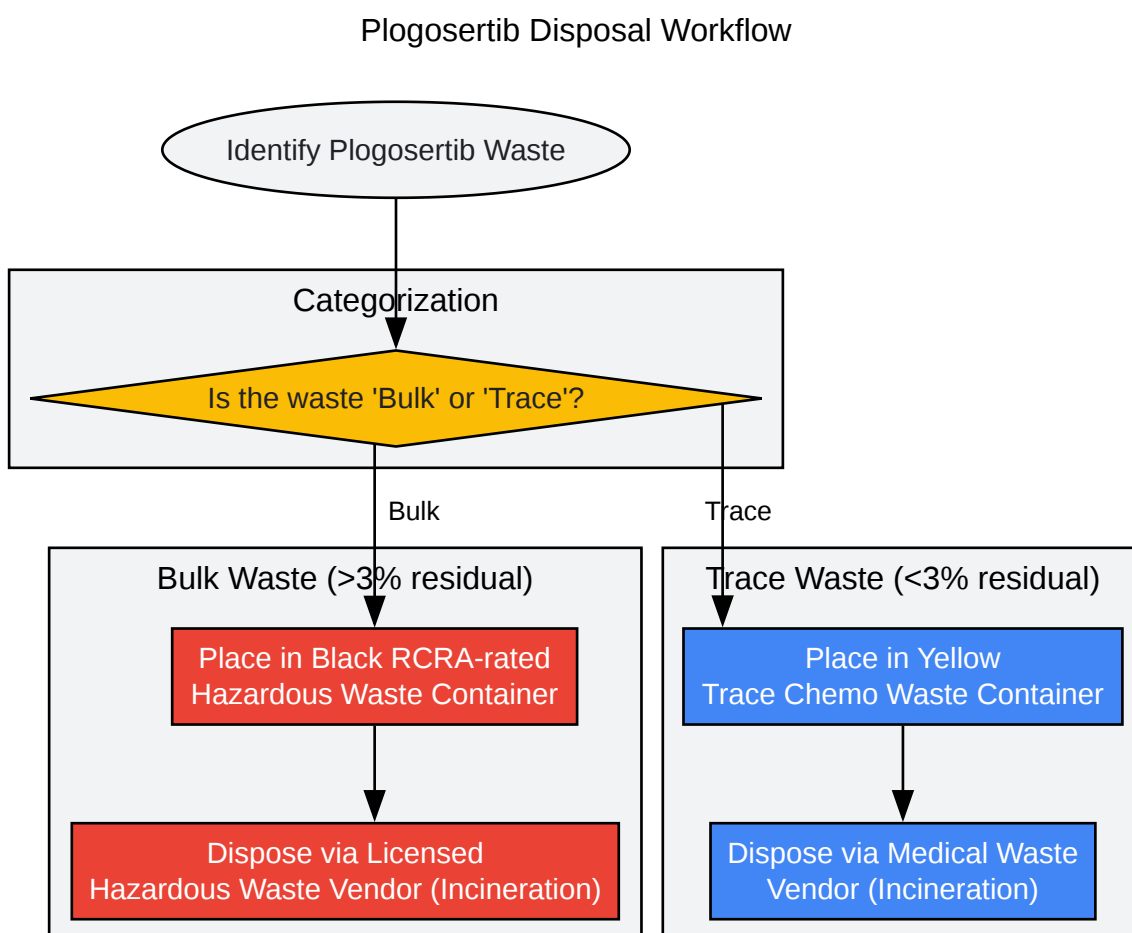 Plogosertib Disposal Workflow
Identify Plogosertib Waste
Categorization
Is the waste 'Bulk' or 'Trace'?
Bulk
Trace
Bulk Waste (>3% residual)
Trace Waste (<3% residual)
Place in Black RCRA-rated
Hazardous Waste Container
Place in Yellow
Trace Chemo Waste Container
Dispose via Licensed
Hazardous Waste Vendor (Incineration)
Dispose via Medical Waste
Vendor (Incineration)